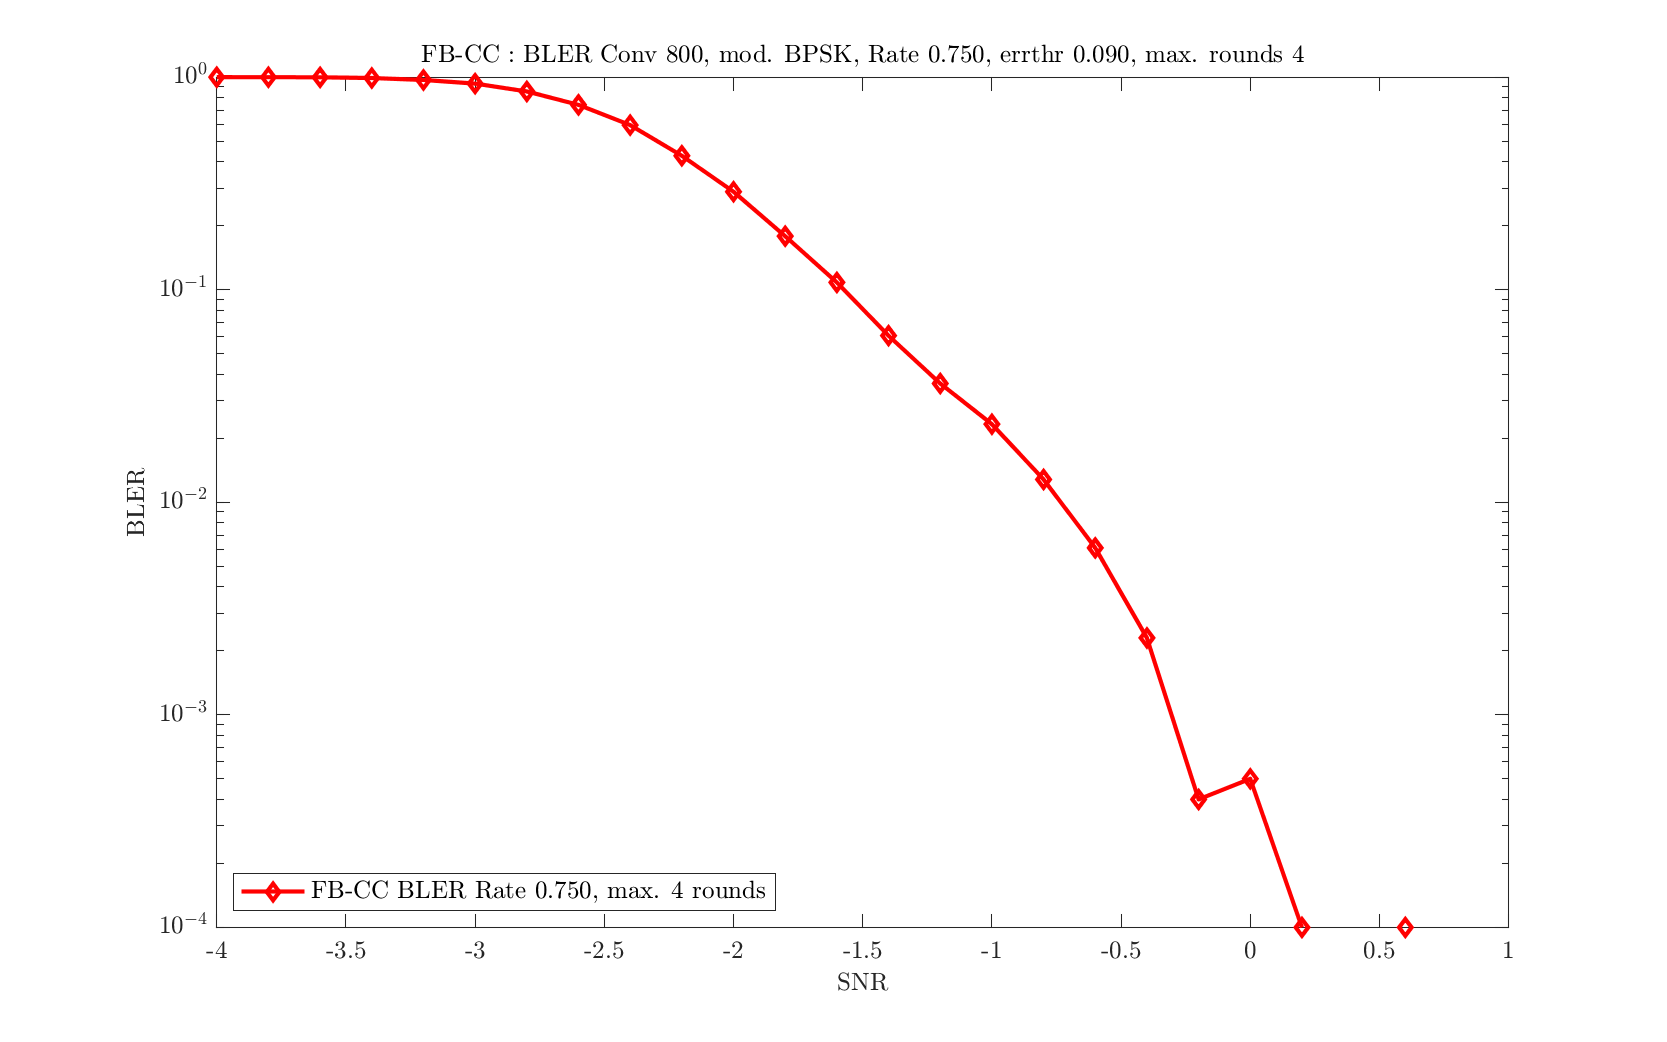 FB-CC : BLER Conv 800, mod. BPSK, Rate 0.750, errthr 0.090, max. rounds 4
10^0
10^-1
10^-2
10^-3
10^-4
BLER
FB-CC BLER Rate 0.750, max. 4 rounds
-4 -3.5 -3 -2.5 -2 -1.5 -1 -0.5 0 0.5 1
SNR